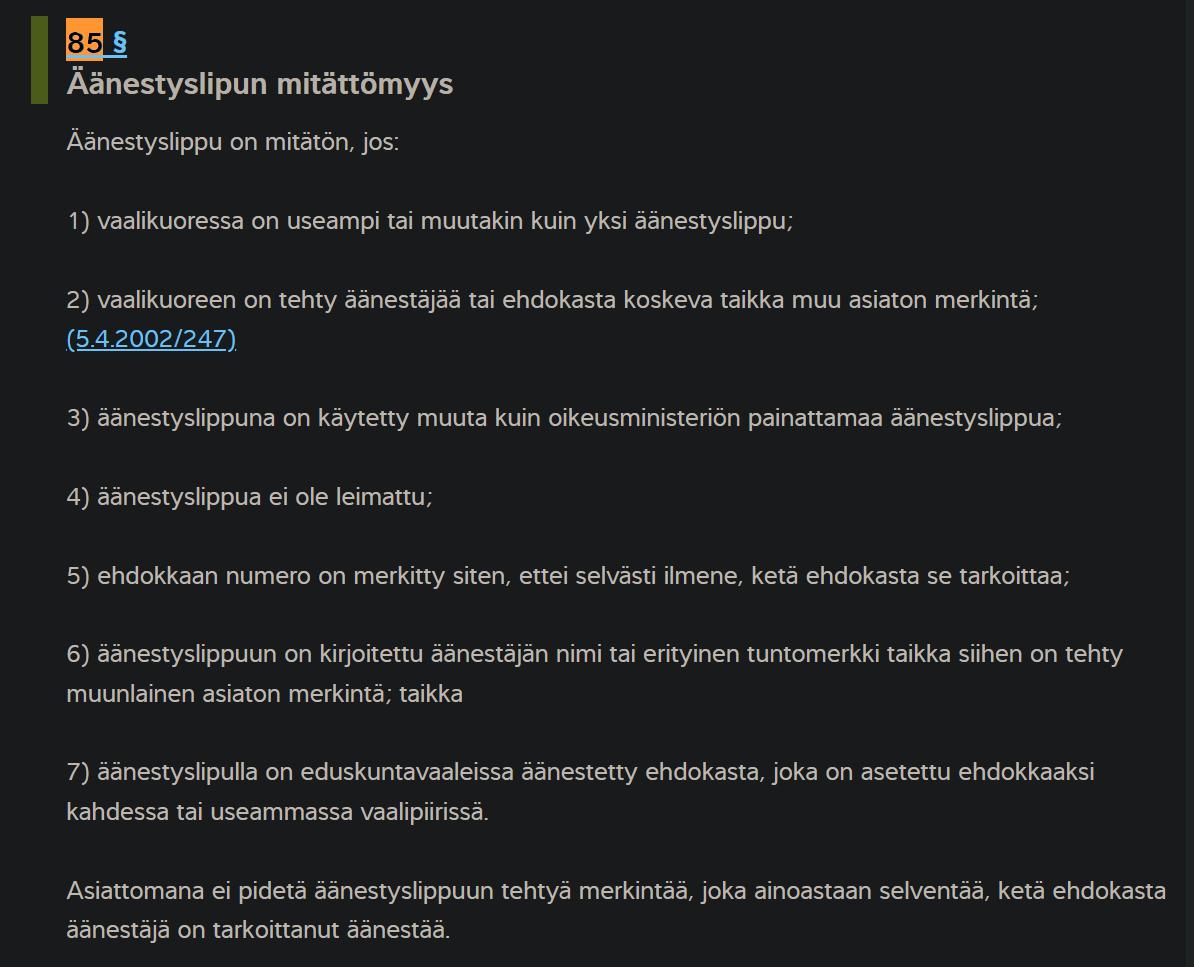 85 §
Äänestyslipun mitättömyys
Äänestyslippu on mitätön, jos:
1) vaalikuoressa on useampi tai muutakin kuin yksi äänestyslippu;
2) vaalikuoreen on tehty äänestäjää tai ehdokasta koskeva taikka muu asiaton merkintä;
(5.4.2002/247)
3) äänestyslippuna on käytetty muuta kuin oikeusministeriön painattamaa äänestyslippua;
4) äänestyslippua ei ole leimattu;
5) ehdokkaan numero on merkitty siten, ettei selvästi ilmene, ketä ehdokasta se tarkoittaa;
6) äänestyslippuun on kirjoitettu äänestäjän nimi tai erityinen tuntomerkki taikka siihen on tehty
muunlainen asiaton merkintä; taikka
7) äänestyslipulla on eduskuntavaaleissa äänestetty ehdokasta, joka on asetettu ehdokkaaksi
kahdessa tai useammassa vaalipiirissä.
Asiattomana ei pidetä äänestyslippuun tehtyä merkintää, joka ainoastaan selventää, ketä ehdokasta
äänestäjä on tarkoittanut äänestää.